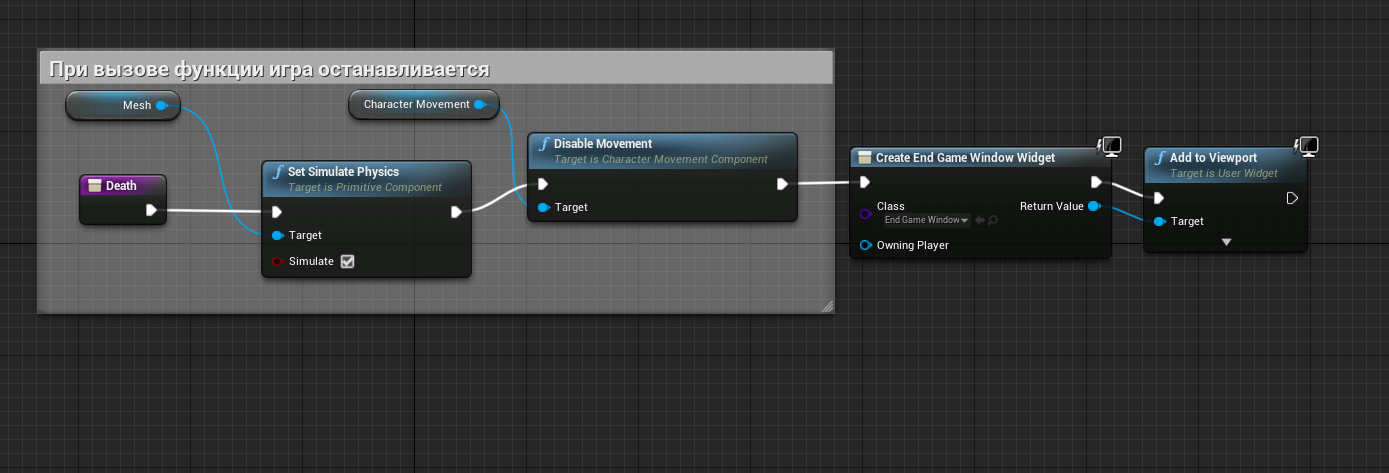 При вызове функции игра останавливается
Mesh
Character Movement
Death
Set Simulate Physics
Target is Primitive Component
Target
Simulate
Disable Movement
Target is Character Movement Component
Target
Create End Game Window Widget
Class
End Game Window
Return Value
Owning Player
Add to Viewport
Target is User Widget
Target